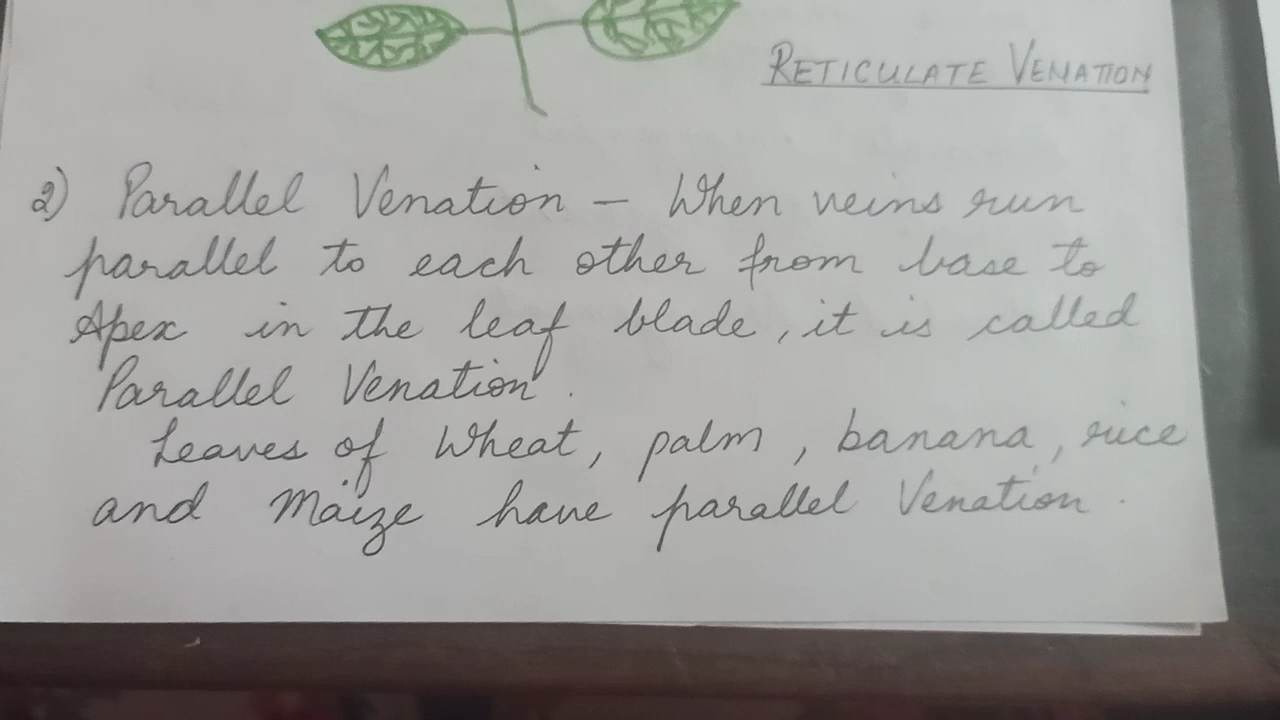 RETICULATE VENATION
2) Parallel Venation - When veins run
parallel to each other from base to
Apex in the leaf blade, it is called
Parallel Venation.
Leaves of Wheat, palm, banana, rice
and Maize have parallel Venation.